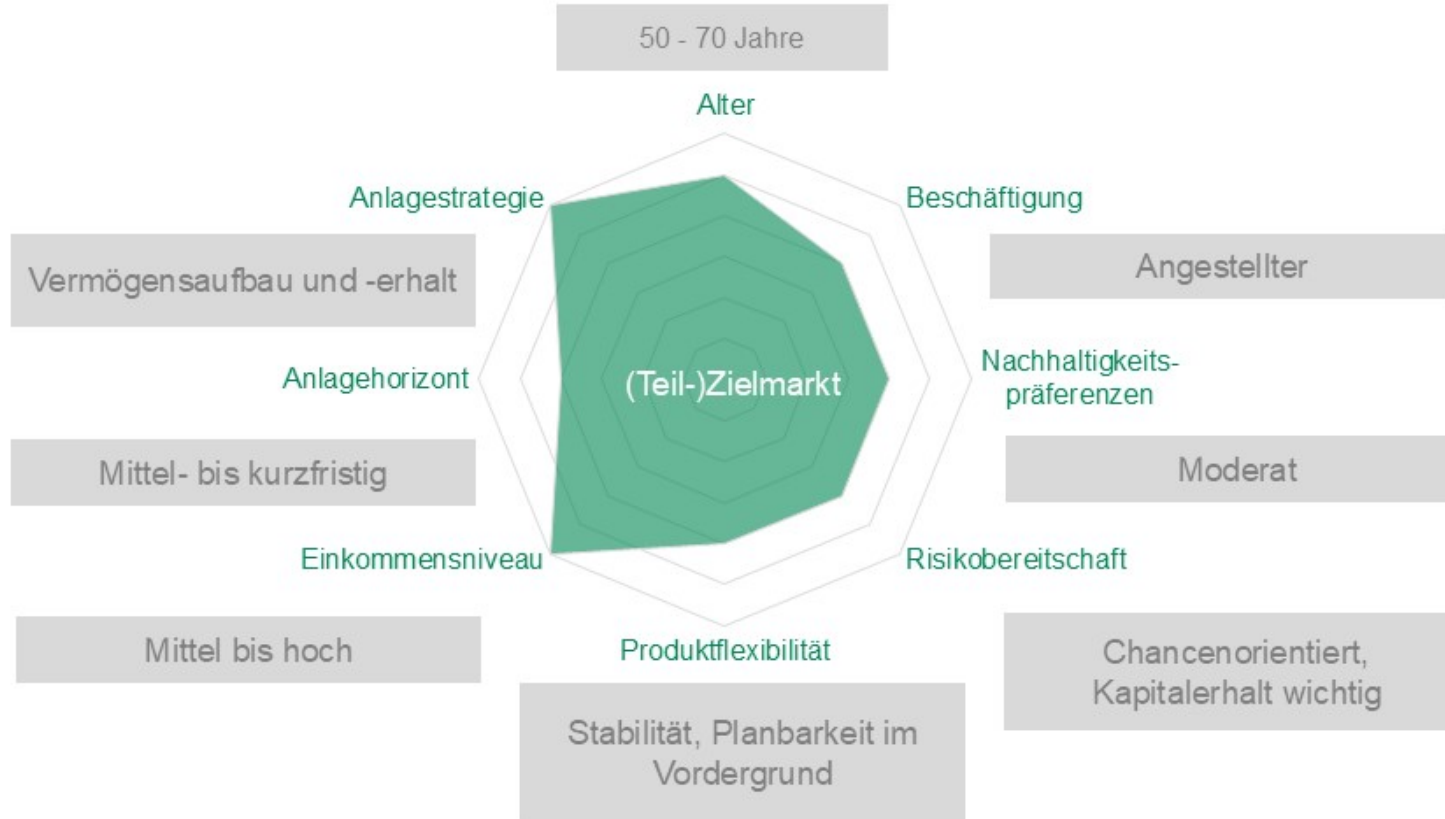 50 - 70 Jahre
Alter
Anlagestrategie
Beschäftigung
Vermögensaufbau und -erhalt
Angestellter
Anlagehorizont
(Teil-)Zielmarkt
Nachhaltigkeits-
präferenzen
Mittel- bis kurzfristig
Moderat
Einkommensniveau
Risikobereitschaft
Mittel bis hoch
Produktflexibilität
Chancenorientiert,
Kapitalerhalt wichtig
Stabilität, Planbarkeit im
Vordergrund